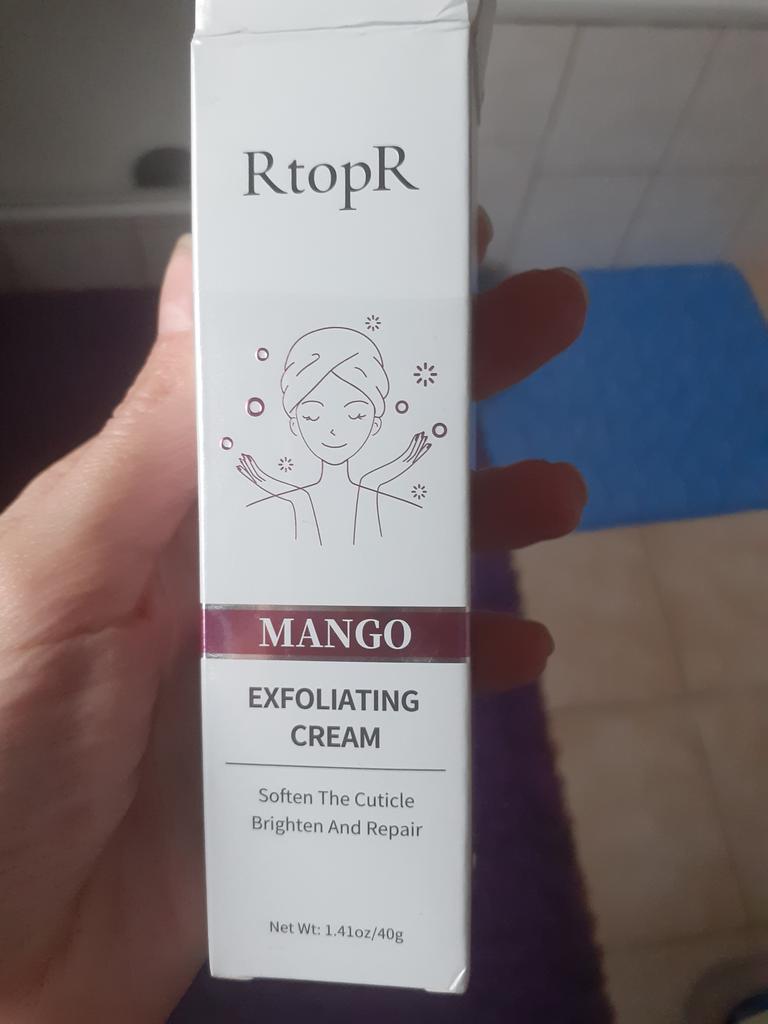 RtopR
MANGO
EXFOLIATING
CREAM
Soften The Cuticle
Brighten And Repair
Net Wt: 1.41oz/40g